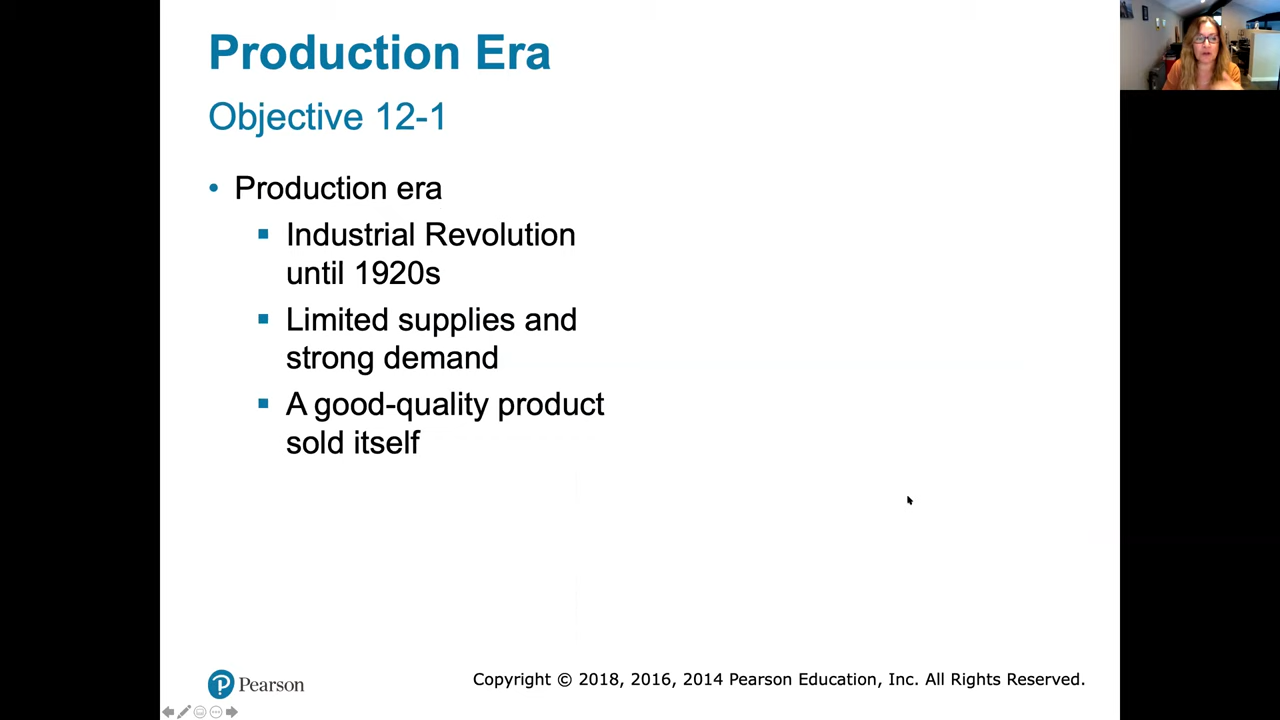 Production Era
Objective 12-1
• Production era
▪ Industrial Revolution
until 1920s
▪ Limited supplies and
strong demand
▪ A good-quality product
sold itself
Pearson
Copyright © 2018, 2016, 2014 Pearson Education, Inc. All Rights Reserved.